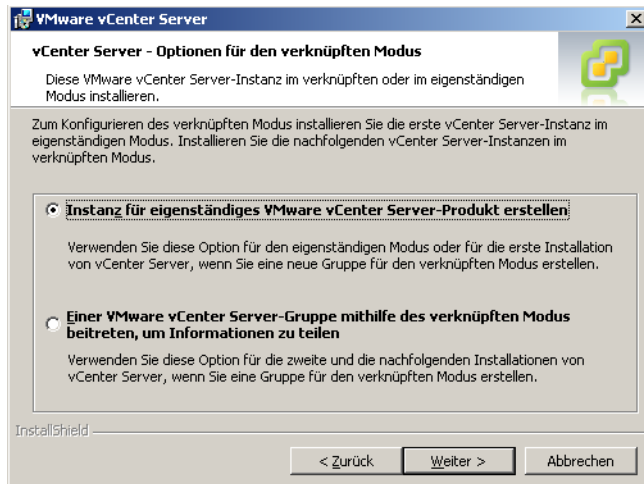 VMware vCenter Server
vCenter Server - Optionen für den verknüpften Modus
Diese VMware vCenter Server-Instanz im verknüpften oder im eigenständigen
Modus installieren.
Zum Konfigurieren des verknüpften Modus installieren Sie die erste vCenter Server-Instanz im
eigenständigen Modus. Installieren Sie die nachfolgenden vCenter Server-Instanzen im
verknüpften Modus.
Instanz für eigenständiges VMware vCenter Server-Produkt erstellen
Verwenden Sie diese Option für den eigenständigen Modus oder für die erste Installation
von vCenter Server, wenn Sie eine neue Gruppe für den verknüpften Modus erstellen.
Einer VMware vCenter Server-Gruppe mithilfe des verknüpften Modus
beitreten, um Informationen zu teilen
Verwenden Sie diese Option für die zweite und die nachfolgenden Installationen von
vCenter Server, wenn Sie eine Gruppe für den verknüpften Modus erstellen.
InstallShield
< Zurück Weiter > Abbrechen